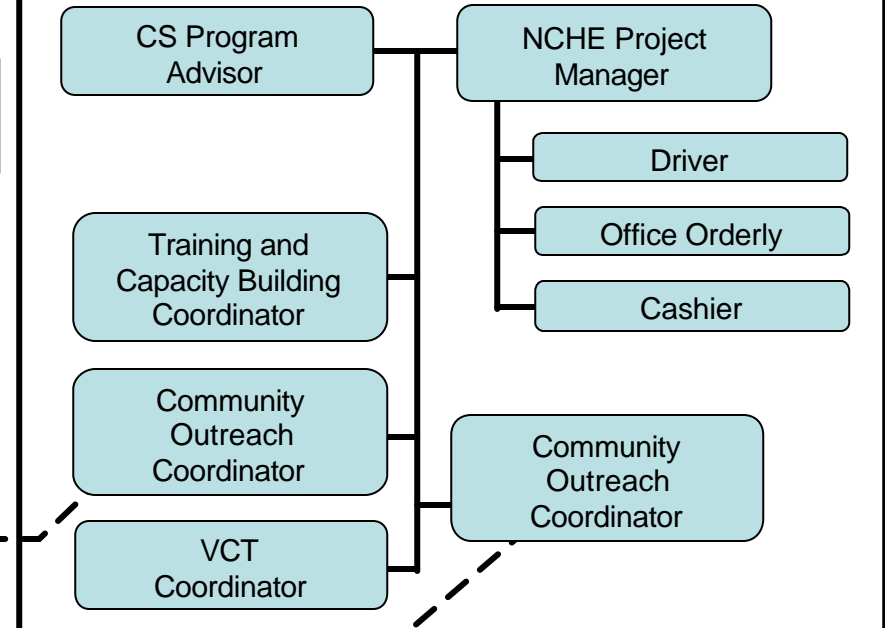 CS Program
Advisor
NCHE Project
Manager
Driver
Office Orderly
Cashier
Training and
Capacity Building
Coordinator
Community
Outreach
Coordinator
Community
Outreach
Coordinator
VCT
Coordinator